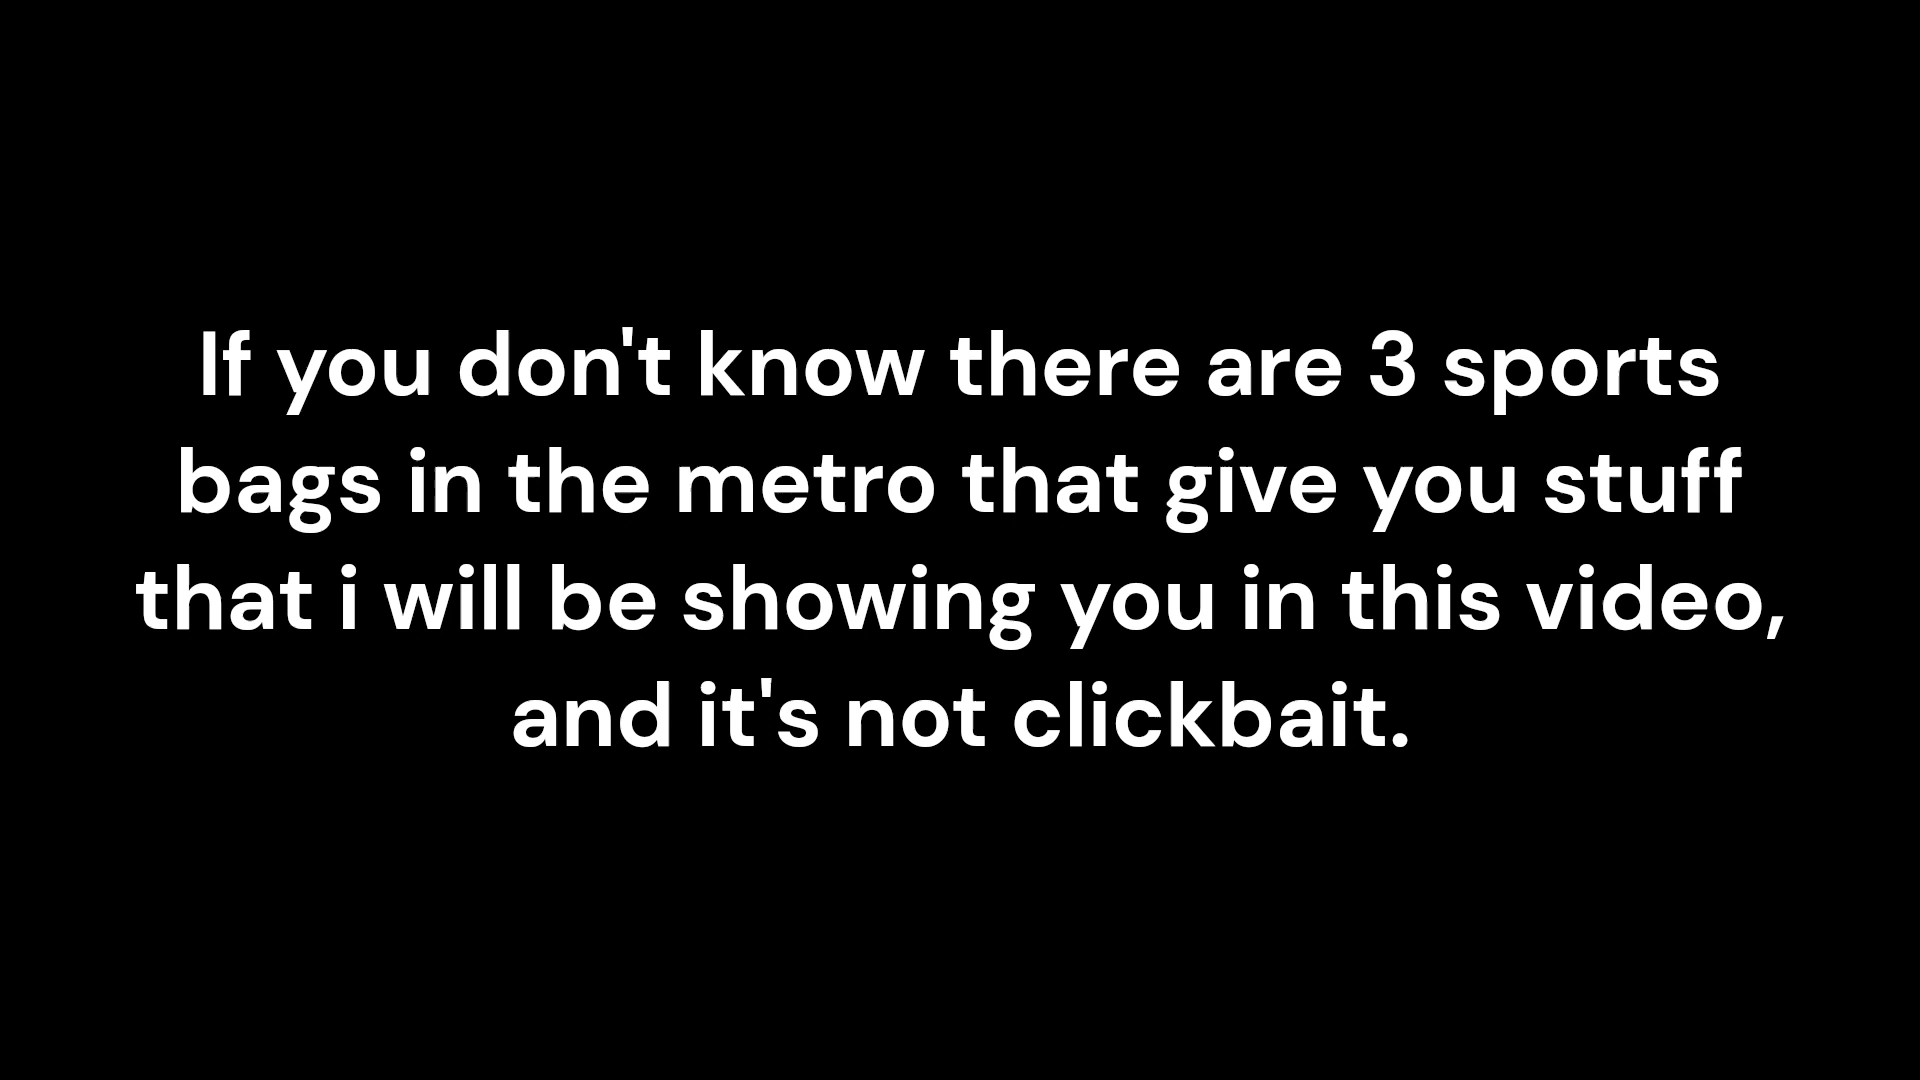 If you don't know there are 3 sports
bags in the metro that give you stuff
that i will be showing you in this video,
and it's not clickbait.